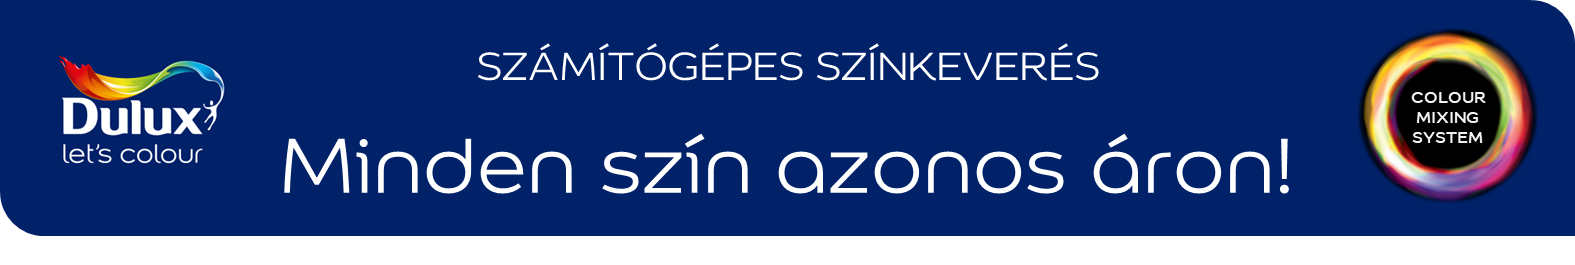 Dulux
let's colour
SZÁMÍTÓGÉPES SZÍNKEVERÉS
Minden szín azonos áron!
COLOUR
MIXING
SYSTEM